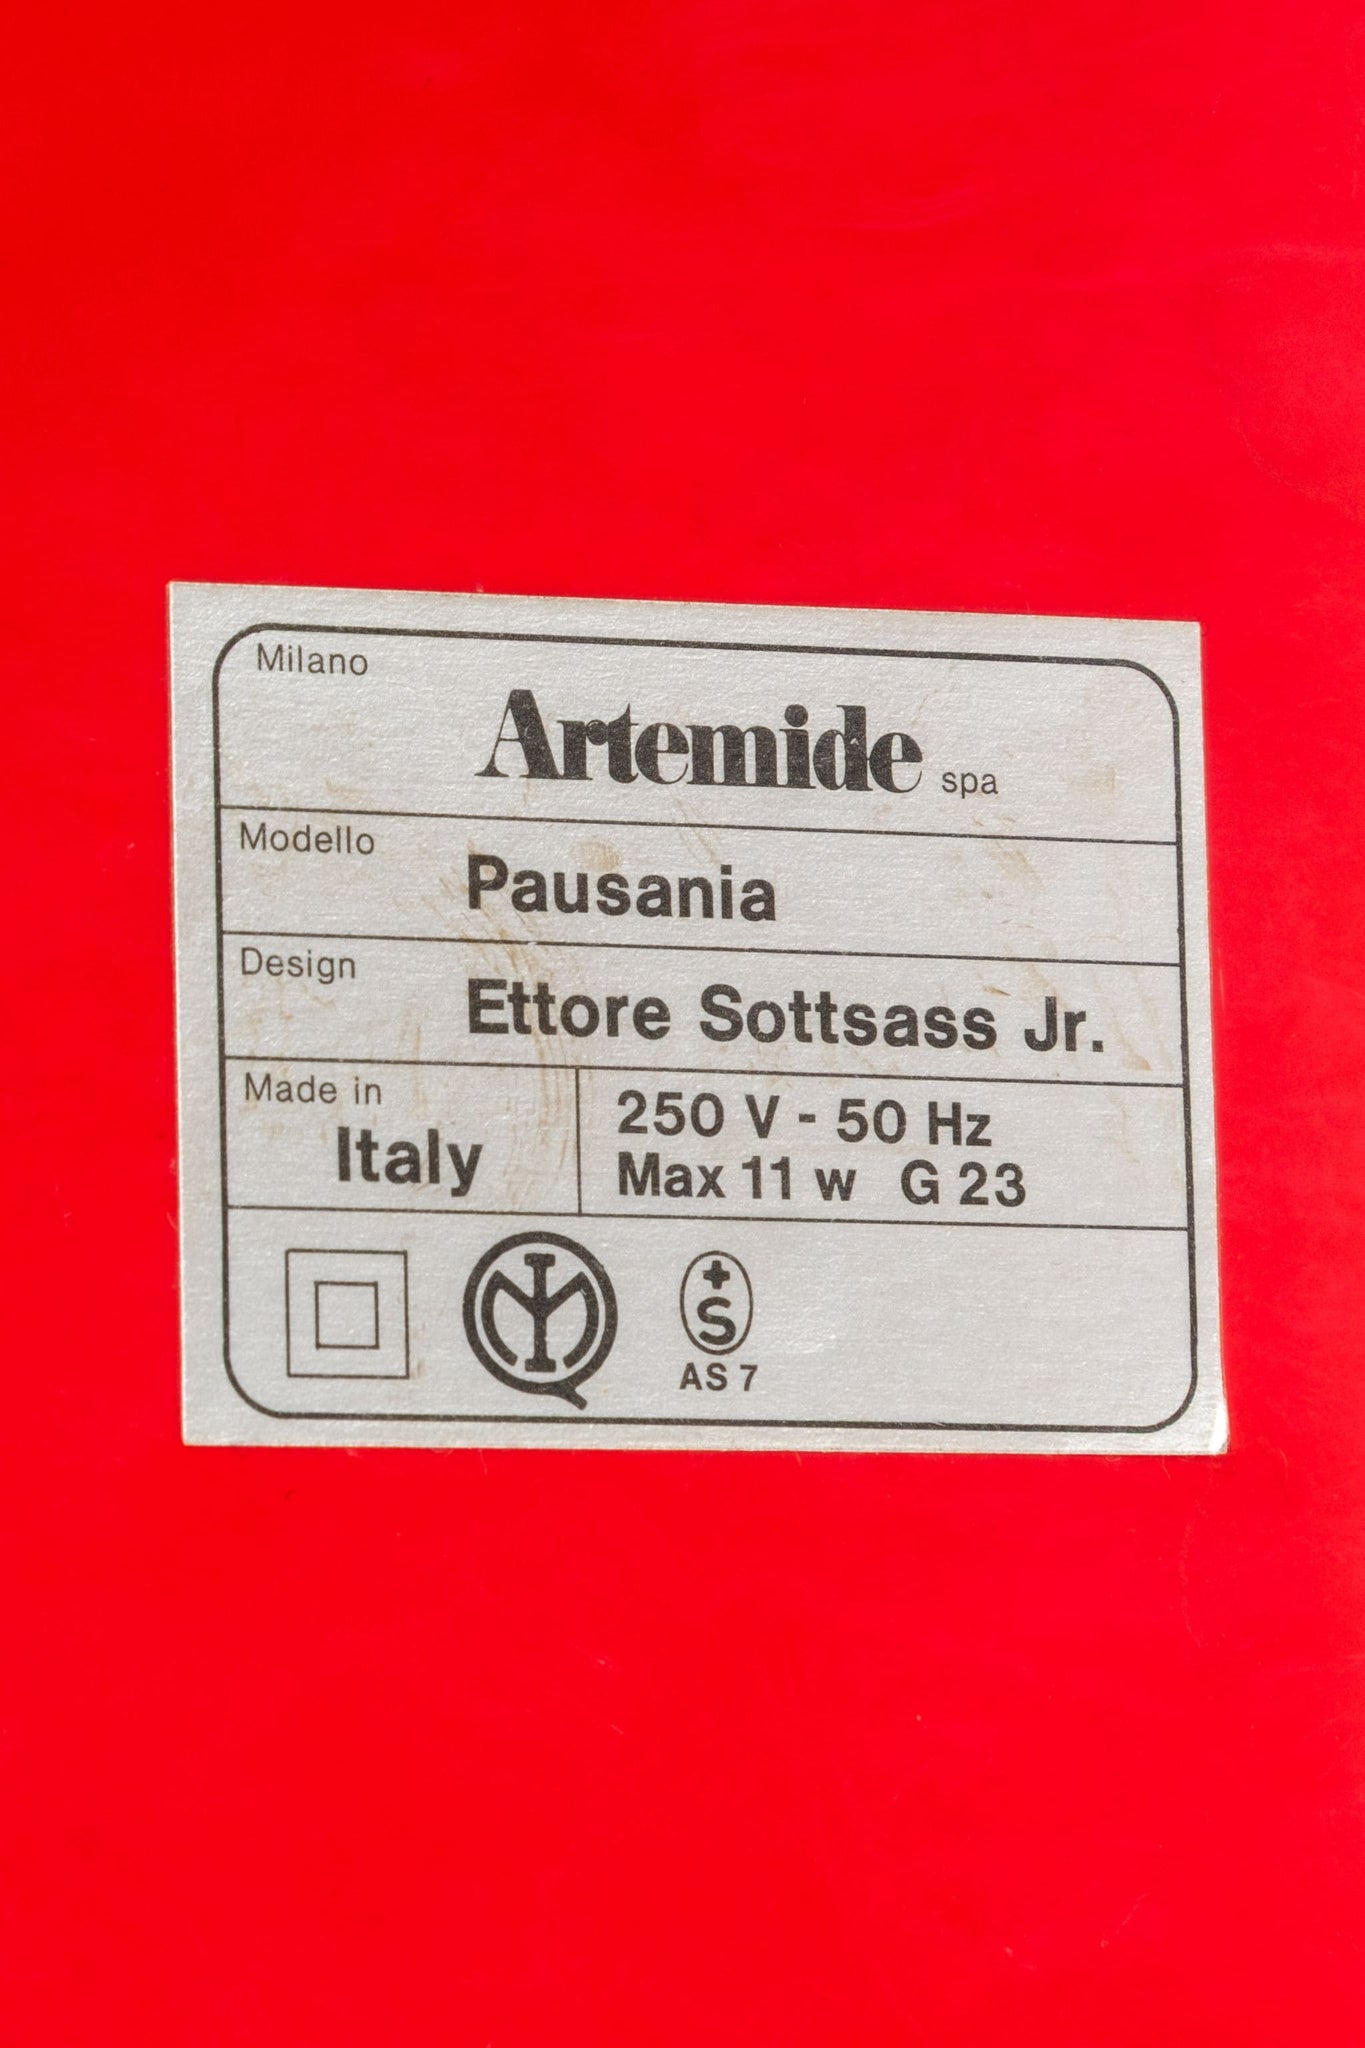 Milano
Artemide spa
Modello
Pausania
Design
Ettore Sottsass Jr.
Made in
Italy
250 V - 50 Hz
Max 11 w G 23
IMQ
+S
AS 7